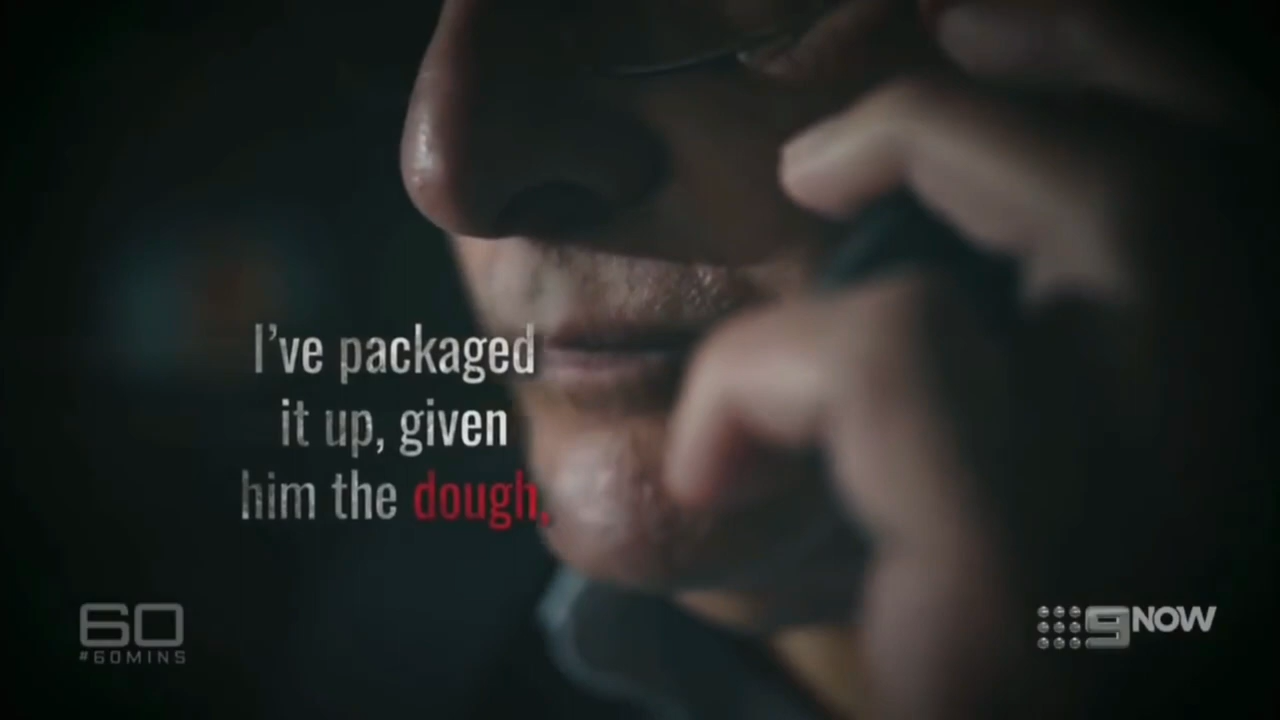 I've packaged
it up, given
him the dough.
60
#60MINS
9NOW